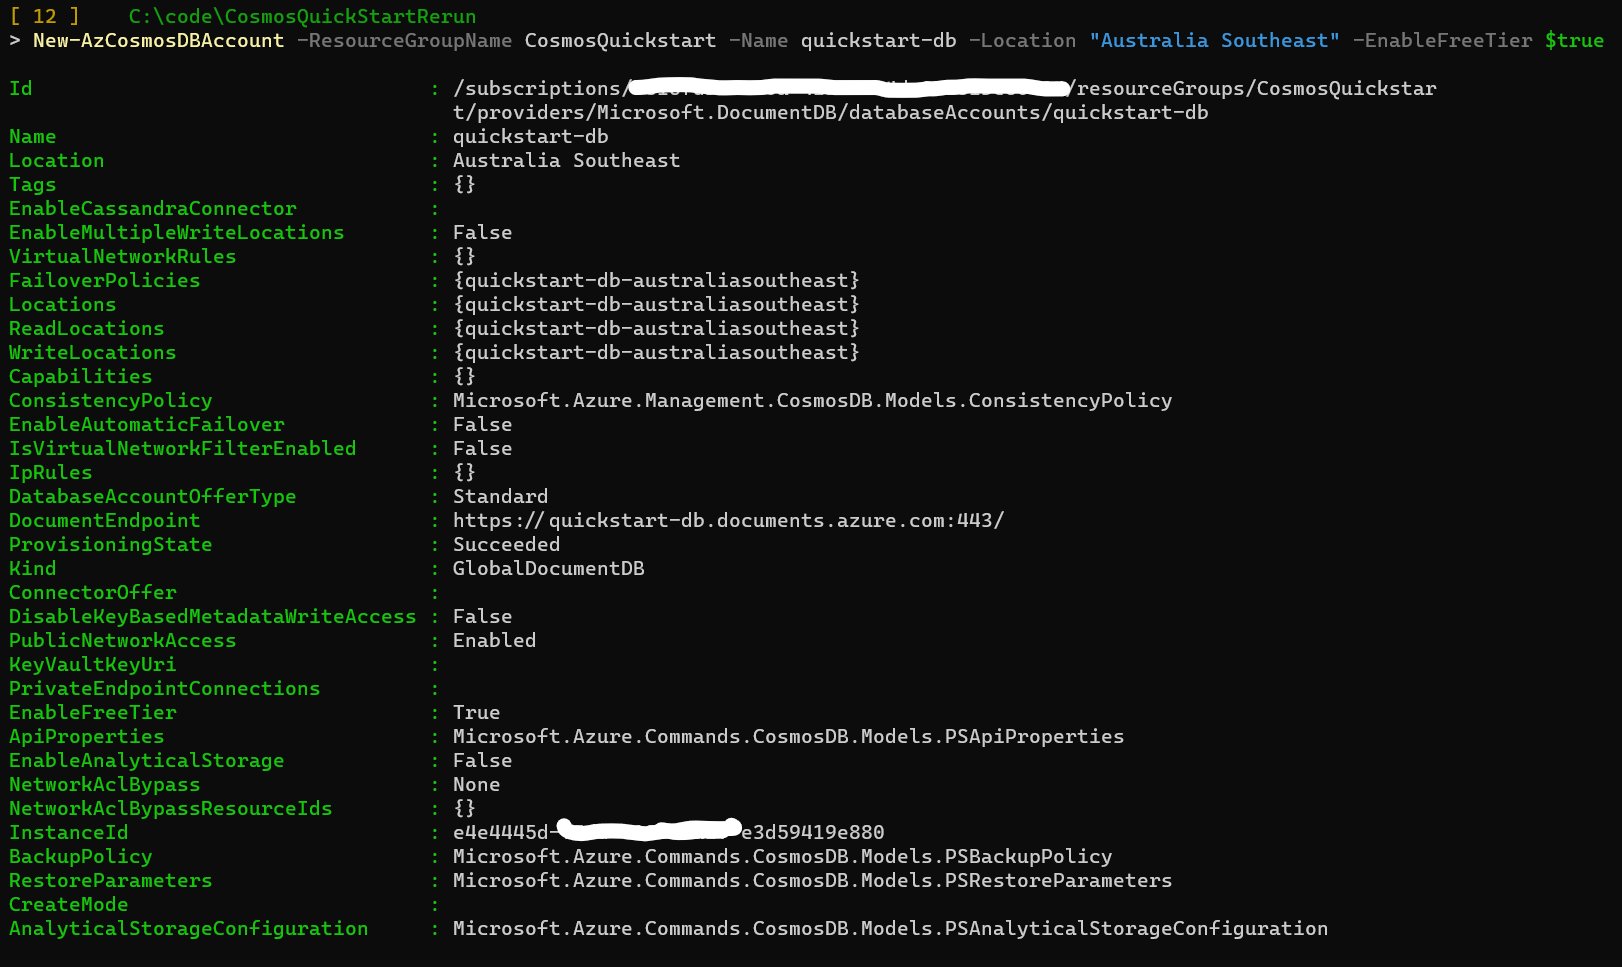 [ 12 ] C:\code\CosmosQuickStartRerun
> New-AzCosmosDBAccount -ResourceGroupName CosmosQuickstart -Name quickstart-db -Location "Australia Southeast" -EnableFreeTier $true
Id : /subscriptions/ /resourceGroups/CosmosQuickstar
t/providers/Microsoft.DocumentDB/databaseAccounts/quickstart-db
Name : quickstart-db
Location : Australia Southeast
Tags : {}
EnableCassandraConnector :
EnableMultipleWriteLocations : False
VirtualNetworkRules : {}
FailoverPolicies : {quickstart-db-australiasoutheast}
Locations : {quickstart-db-australiasoutheast}
ReadLocations : {quickstart-db-australiasoutheast}
WriteLocations : {quickstart-db-australiasoutheast}
Capabilities : {}
ConsistencyPolicy : Microsoft.Azure.Management.CosmosDB.Models.ConsistencyPolicy
EnableAutomaticFailover : False
IsVirtualNetworkFilterEnabled : False
IpRules : {}
DatabaseAccountOfferType : Standard
DocumentEndpoint : https://quickstart-db.documents.azure.com:443/
ProvisioningState : Succeeded
Kind : GlobalDocumentDB
ConnectorOffer :
DisableKeyBasedMetadataWriteAccess : False
PublicNetworkAccess : Enabled
KeyVaultKeyUri :
PrivateEndpointConnections :
EnableFreeTier : True
ApiProperties : Microsoft.Azure.Commands.CosmosDB.Models.PSApiProperties
EnableAnalyticalStorage : False
NetworkAclBypass : None
NetworkAclBypassResourceIds : {}
InstanceId : e4e4445d- e3d59419e880
BackupPolicy : Microsoft.Azure.Commands.CosmosDB.Models.PSBackupPolicy
RestoreParameters : Microsoft.Azure.Commands.CosmosDB.Models.PSRestoreParameters
CreateMode :
AnalyticalStorageConfiguration : Microsoft.Azure.Commands.CosmosDB.Models.PSAnalyticalStorageConfiguration